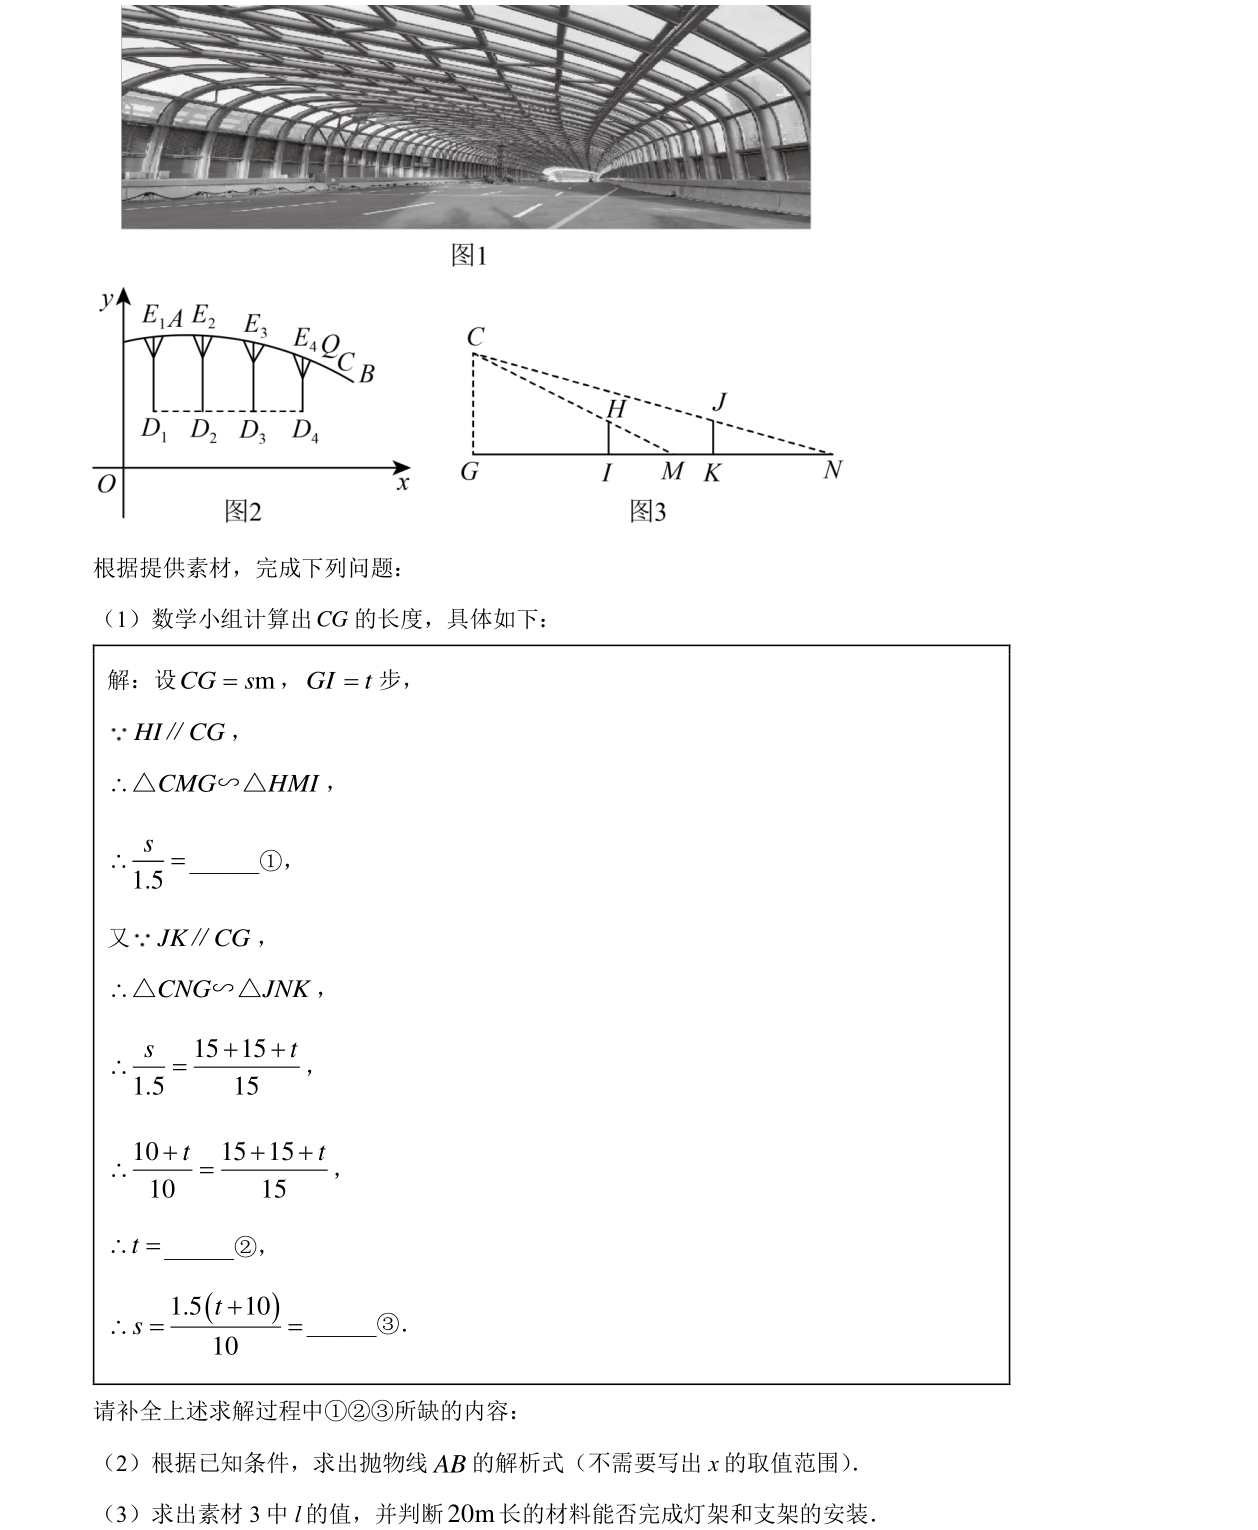 图1
y
E₁ A E₂ E₃ E₄ Q C B
D₁ D₂ D₃ D₄
O x
图2
C
H J
G I M K N
图3
根据提供素材，完成下列问题：
（1）数学小组计算出CG 的长度，具体如下：
解：设CG = sm，GI = t 步，
∵ HI∥CG，
∴△CMG∽△HMI，
∴s/1.5 = ______①，
又∵ JK∥CG，
∴△CNG∽△JNK，
∴s/1.5 = (15+15+t)/15，
∴(10+t)/10 = (15+15+t)/15，
∴t = ______②，
∴s = 1.5(t+10)/10 = ______③．
请补全上述求解过程中①②③所缺的内容：
（2）根据已知条件，求出抛物线 AB 的解析式（不需要写出 x 的取值范围）．
（3）求出素材 3 中 l 的值，并判断20m长的材料能否完成灯架和支架的安装．